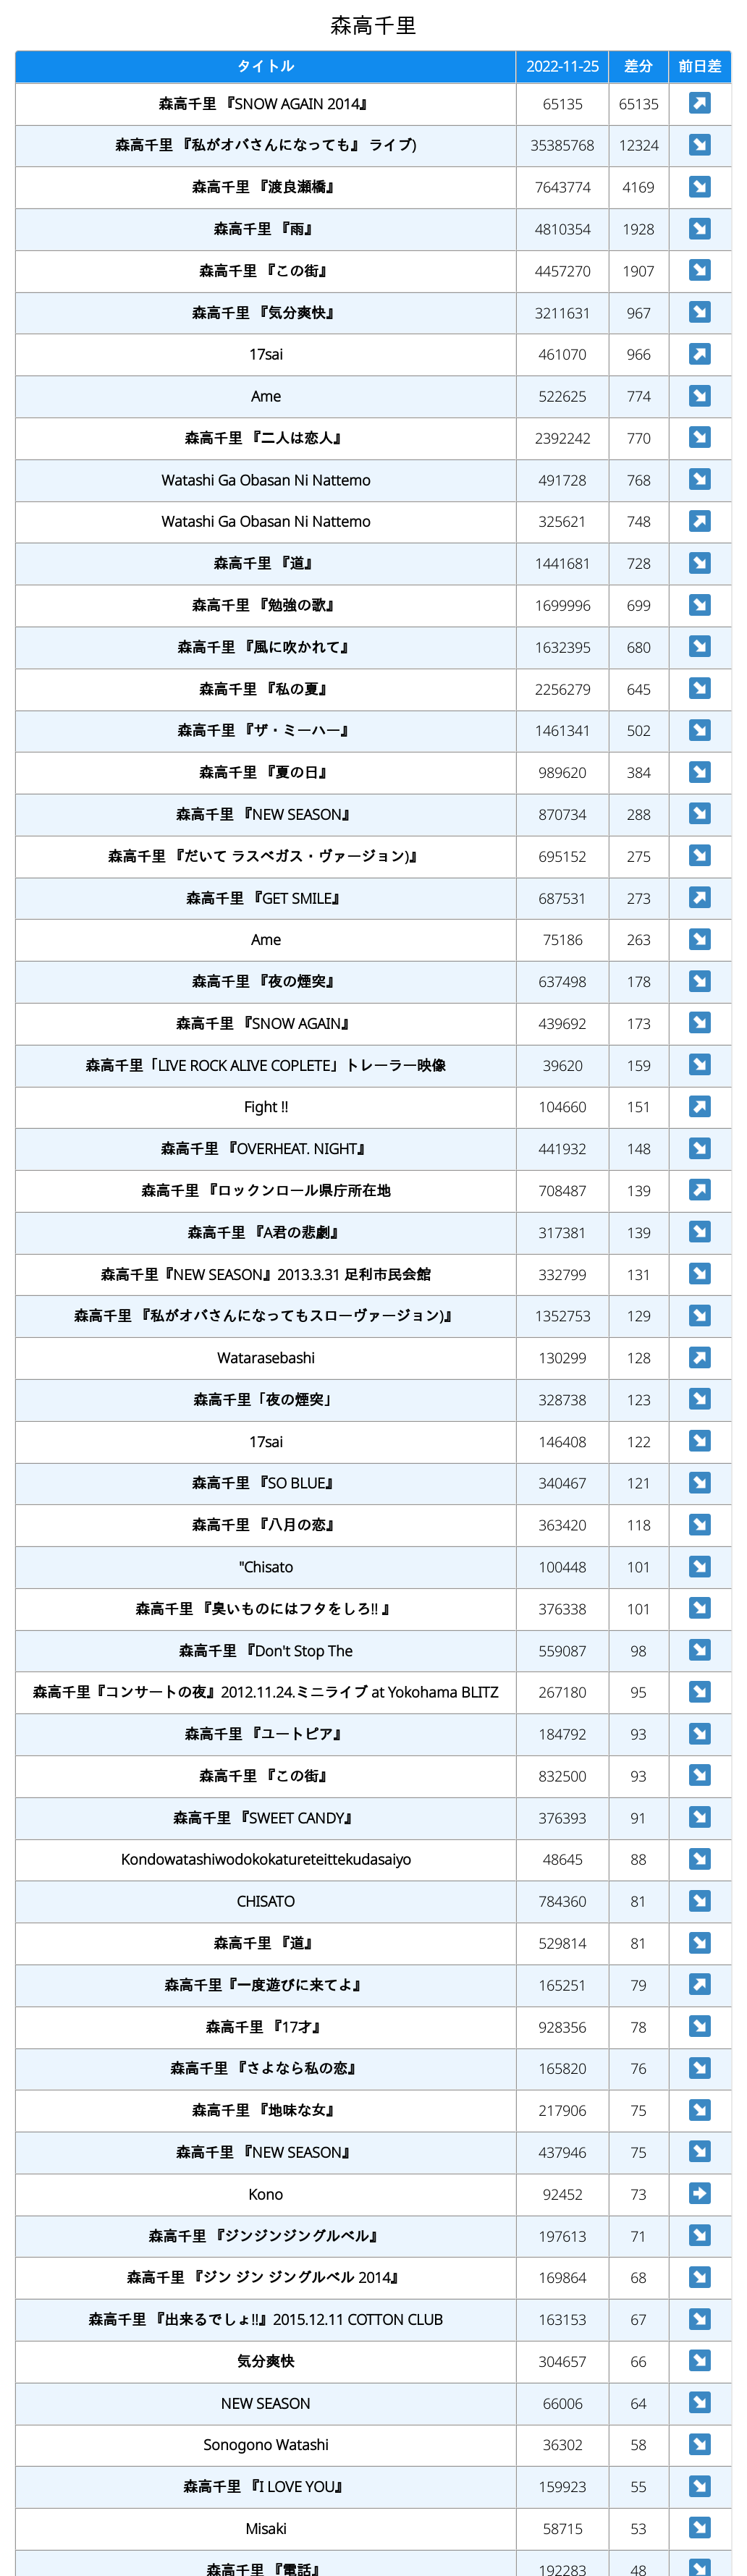 森高千里
タイトル 2022-11-25 差分 前日差
森高千里 『SNOW AGAIN 2014』 65135 65135 ↗
森高千里 『私がオバさんになっても』 ライブ) 35385768 12324 ↘
森高千里 『渡良瀬橋』 7643774 4169 ↘
森高千里 『雨』 4810354 1928 ↘
森高千里 『この街』 4457270 1907 ↘
森高千里 『気分爽快』 3211631 967 ↘
17sai 461070 966 ↗
Ame 522625 774 ↘
森高千里 『二人は恋人』 2392242 770 ↘
Watashi Ga Obasan Ni Nattemo 491728 768 ↘
Watashi Ga Obasan Ni Nattemo 325621 748 ↗
森高千里 『道』 1441681 728 ↘
森高千里 『勉強の歌』 1699996 699 ↘
森高千里 『風に吹かれて』 1632395 680 ↘
森高千里 『私の夏』 2256279 645 ↘
森高千里 『ザ・ミーハー』 1461341 502 ↘
森高千里 『夏の日』 989620 384 ↘
森高千里 『NEW SEASON』 870734 288 ↘
森高千里 『だいて ラスベガス・ヴァージョン)』 695152 275 ↘
森高千里 『GET SMILE』 687531 273 ↗
Ame 75186 263 ↘
森高千里 『夜の煙突』 637498 178 ↘
森高千里 『SNOW AGAIN』 439692 173 ↘
森高千里「LIVE ROCK ALIVE COPLETE」トレーラー映像 39620 159 ↘
Fight !! 104660 151 ↗
森高千里 『OVERHEAT. NIGHT』 441932 148 ↘
森高千里 『ロックンロール県庁所在地 708487 139 ↗
森高千里 『A君の悲劇』 317381 139 ↘
森高千里『NEW SEASON』2013.3.31 足利市民会館 332799 131 ↘
森高千里 『私がオバさんになってもスローヴァージョン)』 1352753 129 ↘
Watarasebashi 130299 128 ↗
森高千里「夜の煙突」 328738 123 ↘
17sai 146408 122 ↘
森高千里 『SO BLUE』 340467 121 ↘
森高千里 『八月の恋』 363420 118 ↘
"Chisato 100448 101 ↘
森高千里 『臭いものにはフタをしろ!! 』 376338 101 ↘
森高千里 『Don't Stop The 559087 98 ↘
森高千里『コンサートの夜』2012.11.24.ミニライブ at Yokohama BLITZ 267180 95 ↘
森高千里 『ユートピア』 184792 93 ↘
森高千里 『この街』 832500 93 ↘
森高千里 『SWEET CANDY』 376393 91 ↘
Kondowatashiwodokokatureteittekudasaiyo 48645 88 ↘
CHISATO 784360 81 ↘
森高千里 『道』 529814 81 ↘
森高千里『一度遊びに来てよ』 165251 79 ↗
森高千里 『17才』 928356 78 ↘
森高千里 『さよなら私の恋』 165820 76 ↘
森高千里 『地味な女』 217906 75 ↘
森高千里 『NEW SEASON』 437946 75 ↘
Kono 92452 73 ➡
森高千里 『ジンジンジングルベル』 197613 71 ↘
森高千里 『ジン ジン ジングルベル 2014』 169864 68 ↘
森高千里 『出来るでしょ!!』2015.12.11 COTTON CLUB 163153 67 ↘
気分爽快 304657 66 ↘
NEW SEASON 66006 64 ↘
Sonogono Watashi 36302 58 ↘
森高千里 『I LOVE YOU』 159923 55 ↘
Misaki 58715 53 ↘
森高千里 『電話』 192283 48 ↘